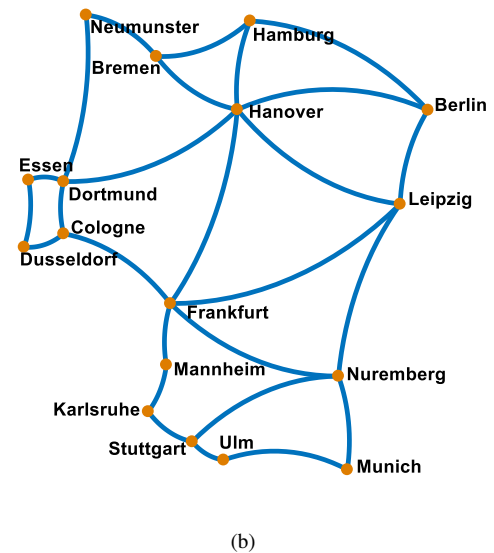 Neumunster
Hamburg
Bremen
Hanover
Berlin
Essen
Dortmund
Leipzig
Cologne
Dusseldorf
Frankfurt
Mannheim
Nuremberg
Karlsruhe
Stuttgart
Ulm
Munich
(b)